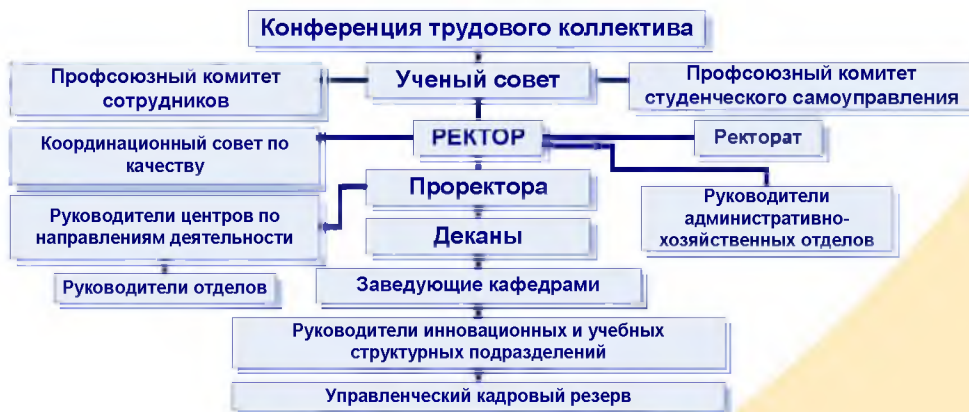 Конференция трудового коллектива
Профсоюзный комитет
сотрудников
Ученый совет
Профсоюзный комитет
студенческого самоуправления
Координационный совет по
качеству
РЕКТОР
Ректорат
Проректора
Руководители центров по
направлениям деятельности
Руководители
административно-
хозяйственных отделов
Деканы
Руководители отделов
Заведующие кафедрами
Руководители инновационных и учебных
структурных подразделений
Управленческий кадровый резерв